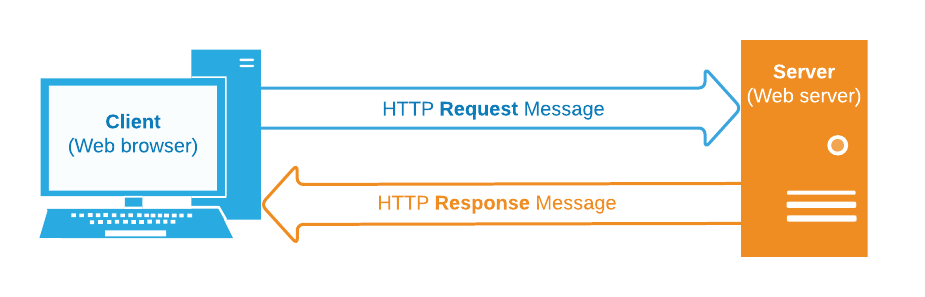 Client
(Web browser)
HTTP Request Message
Server
(Web server)
HTTP Response Message